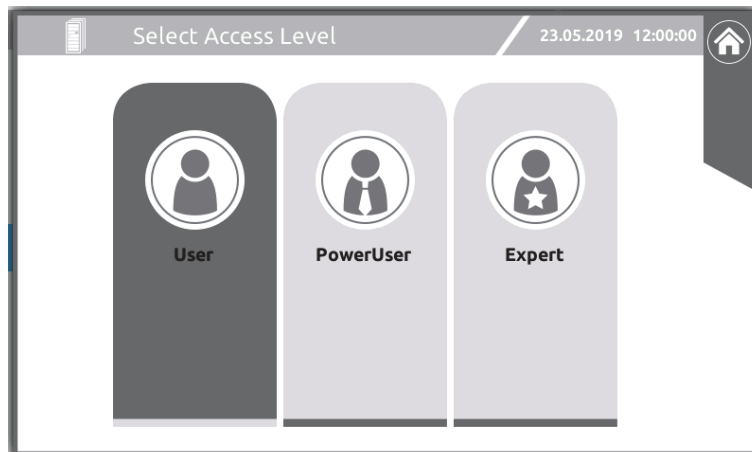 Select Access Level
23.05.2019 12:00:00
User
PowerUser
Expert